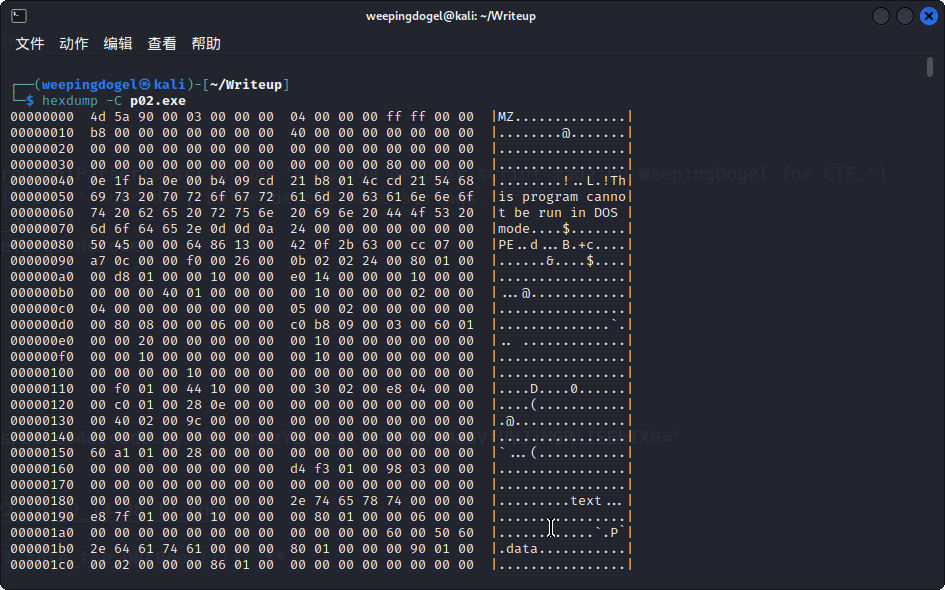 weepingdogel@kali: ~/Writeup
文件 动作 编辑 查看 帮助
┌──(weepingdogel㉿kali)-[~/Writeup]
└─$ hexdump -C p02.exe
00000000  4d 5a 90 00 03 00 00 00  04 00 00 00 ff ff 00 00  |MZ..............|
00000010  b8 00 00 00 00 00 00 00  40 00 00 00 00 00 00 00  |........@.......|
00000020  00 00 00 00 00 00 00 00  00 00 00 00 00 00 00 00  |................|
00000030  00 00 00 00 00 00 00 00  00 00 00 00 80 00 00 00  |................|
00000040  0e 1f ba 0e 00 b4 09 cd  21 b8 01 4c cd 21 54 68  |........!..L.!Th|
00000050  69 73 20 70 72 6f 67 72  61 6d 20 63 61 6e 6e 6f  |is program canno|
00000060  74 20 62 65 20 72 75 6e  20 69 6e 20 44 4f 53 20  |t be run in DOS |
00000070  6d 6f 64 65 2e 0d 0d 0a  24 00 00 00 00 00 00 00  |mode....$.......|
00000080  50 45 00 00 64 86 13 00  42 0f 2b 63 00 cc 07 00  |PE..d...B.+c....|
00000090  a7 0c 00 00 f0 00 26 00  0b 02 02 24 00 80 01 00  |......&....$....|
000000a0  00 d8 01 00 00 10 00 00  e0 14 00 00 00 10 00 00  |................|
000000b0  00 00 00 40 01 00 00 00  00 10 00 00 00 02 00 00  |...@............|
000000c0  04 00 00 00 00 00 00 00  05 00 02 00 00 00 00 00  |................|
000000d0  00 80 08 00 00 06 00 00  c0 b8 09 00 03 00 60 01  |..............`.|
000000e0  00 00 20 00 00 00 00 00  00 10 00 00 00 00 00 00  |.. .............|
000000f0  00 00 10 00 00 00 00 00  00 10 00 00 00 00 00 00  |................|
00000100  00 00 00 00 10 00 00 00  00 00 00 00 00 00 00 00  |................|
00000110  00 f0 01 00 44 10 00 00  00 30 02 00 e8 04 00 00  |....D....0......|
00000120  00 c0 01 00 28 0e 00 00  00 00 00 00 00 00 00 00  |....(...........|
00000130  00 40 02 00 9c 00 00 00  00 00 00 00 00 00 00 00  |.@..............|
00000140  00 00 00 00 00 00 00 00  00 00 00 00 00 00 00 00  |................|
00000150  60 a1 01 00 28 00 00 00  00 00 00 00 00 00 00 00  |`...(...........|
00000160  00 00 00 00 00 00 00 00  d4 f3 01 00 98 03 00 00  |................|
00000170  00 00 00 00 00 00 00 00  00 00 00 00 00 00 00 00  |................|
00000180  00 00 00 00 00 00 00 00  2e 74 65 78 74 00 00 00  |.........text...|
00000190  e8 7f 01 00 00 10 00 00  00 80 01 00 00 06 00 00  |................|
000001a0  00 00 00 00 00 00 00 00  00 00 00 00 60 00 50 60  |............`.P`|
000001b0  2e 64 61 74 61 00 00 00  00 80 01 00 00 00 90 01 00  |.data...........|
000001c0  00 02 00 00 00 86 01 00  00 00 00 00 00 00 00 00  |................|